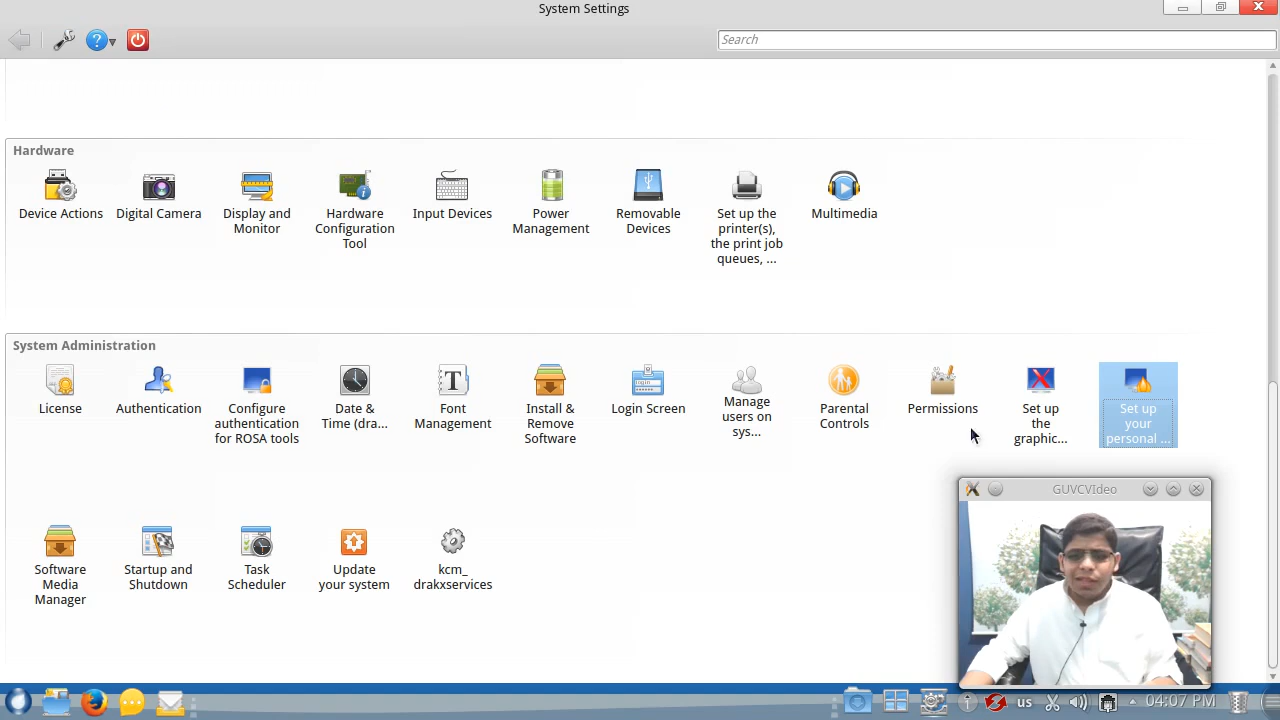 System Settings
Search
Hardware
Device Actions
Digital Camera
Display and
Monitor
Hardware
Configuration
Tool
Input Devices
Power
Management
Removable
Devices
Set up the
printer(s),
the print job
queues, ...
Multimedia
System Administration
License
Authentication
Configure
authentication
for ROSA tools
Date &
Time (dra...
Font
Management
Install &
Remove
Software
Login Screen
Manage
users on
sys...
Parental
Controls
Permissions
Set up
the
graphic...
Set up
your
personal ...
GUVCVIdeo
Software
Media
Manager
Startup and
Shutdown
Task
Scheduler
Update
your system
kcm_
drakxservices
us
04:07 PM